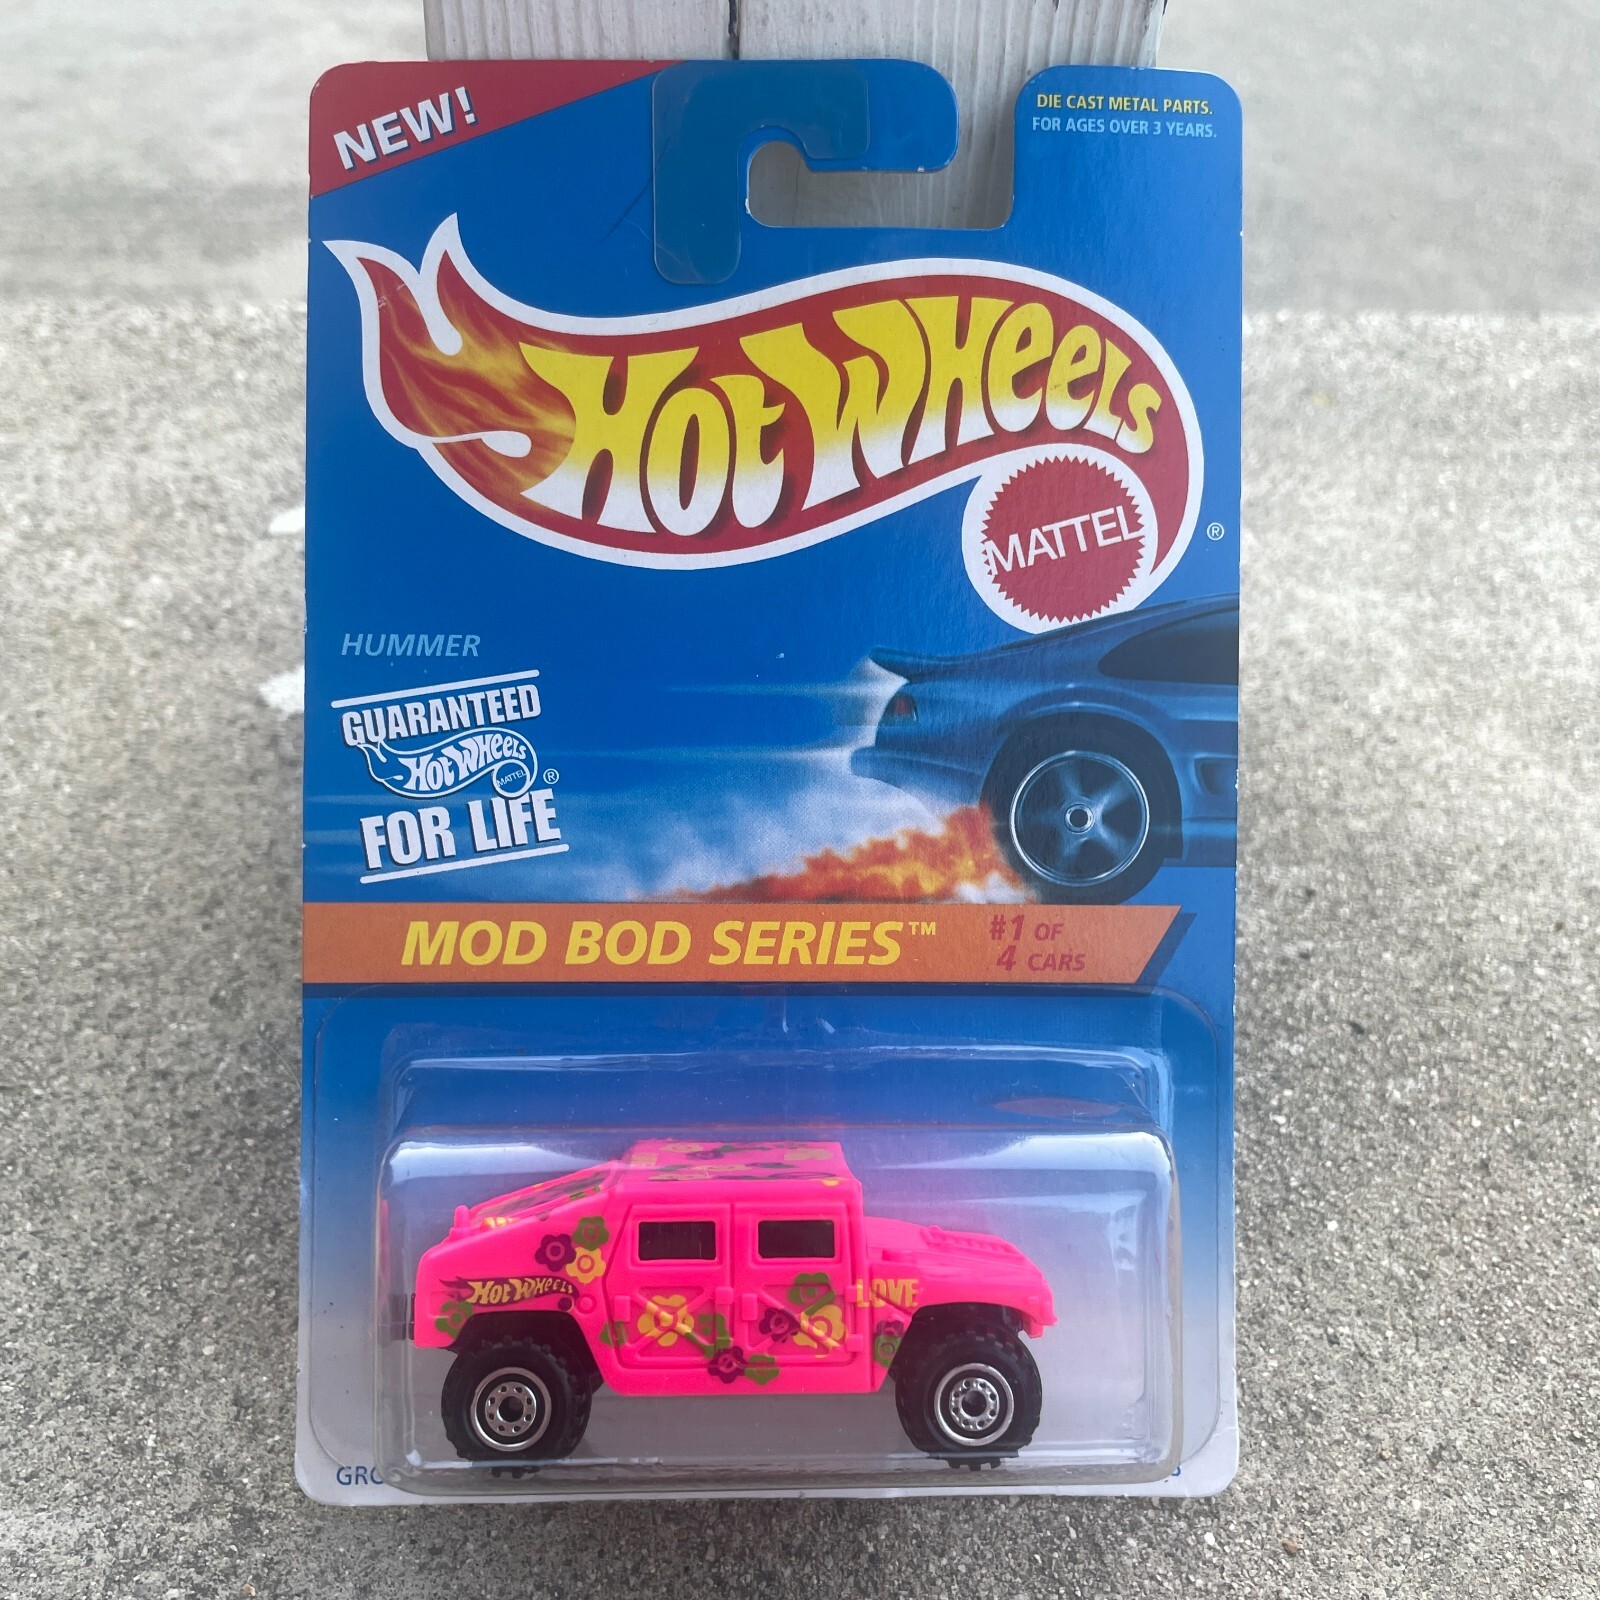 NEW!
DIE CAST METAL PARTS.
FOR AGES OVER 3 YEARS.
HOT WHEELS
MATTEL
®
HUMMER
GUARANTEED
HOT WHEELS
MATTEL ®
FOR LIFE
MOD BOD SERIES™
#1 OF
4 CARS
HOT WHEELS
LOVE